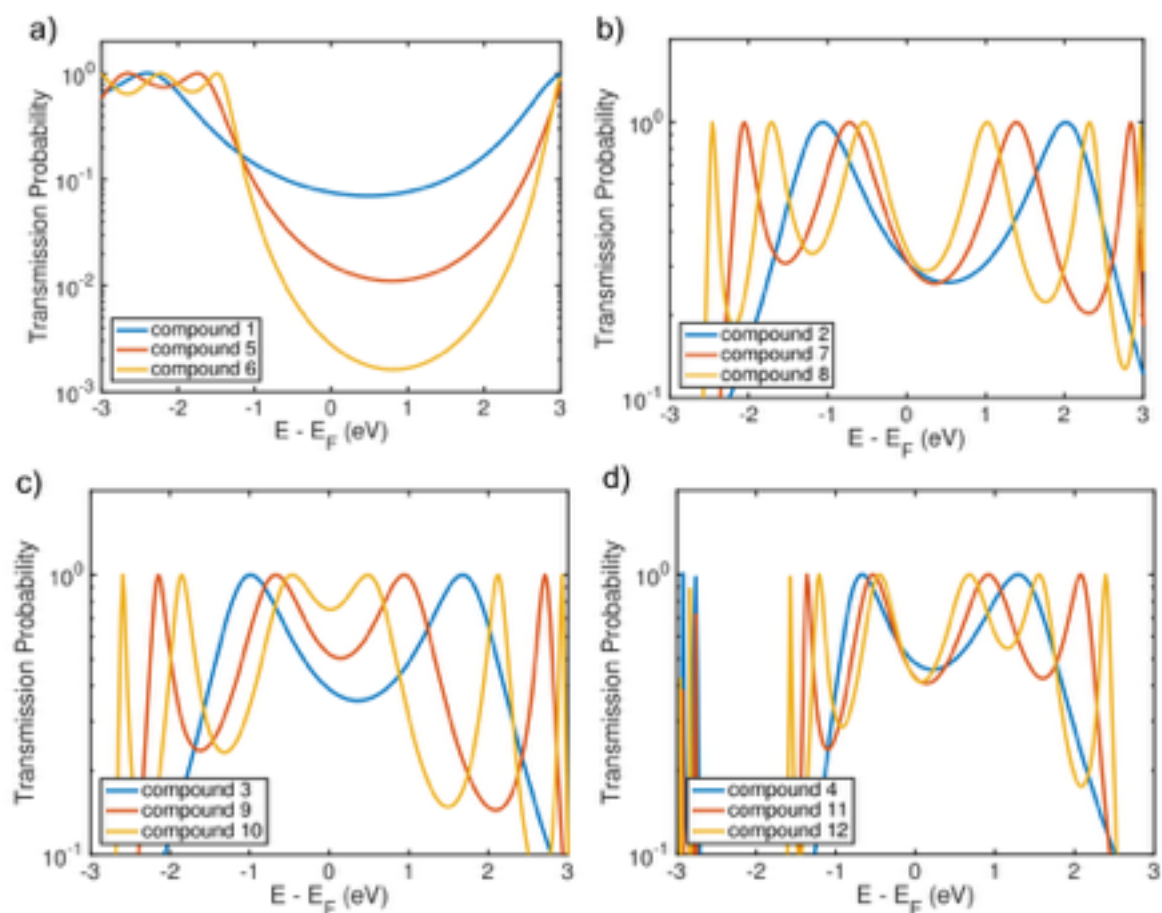 a)
Transmission Probability
10^0
10^-1
10^-2
10^-3
compound 1
compound 5
compound 6
-3 -2 -1 0 1 2 3
E - E_F (eV)
b)
Transmission Probability
10^0
10^-1
compound 2
compound 7
compound 8
-3 -2 -1 0 1 2 3
E - E_F (eV)
c)
Transmission Probability
10^0
10^-1
compound 3
compound 9
compound 10
-3 -2 -1 0 1 2 3
E - E_F (eV)
d)
Transmission Probability
10^0
10^-1
compound 4
compound 11
compound 12
-3 -2 -1 0 1 2 3
E - E_F (eV)